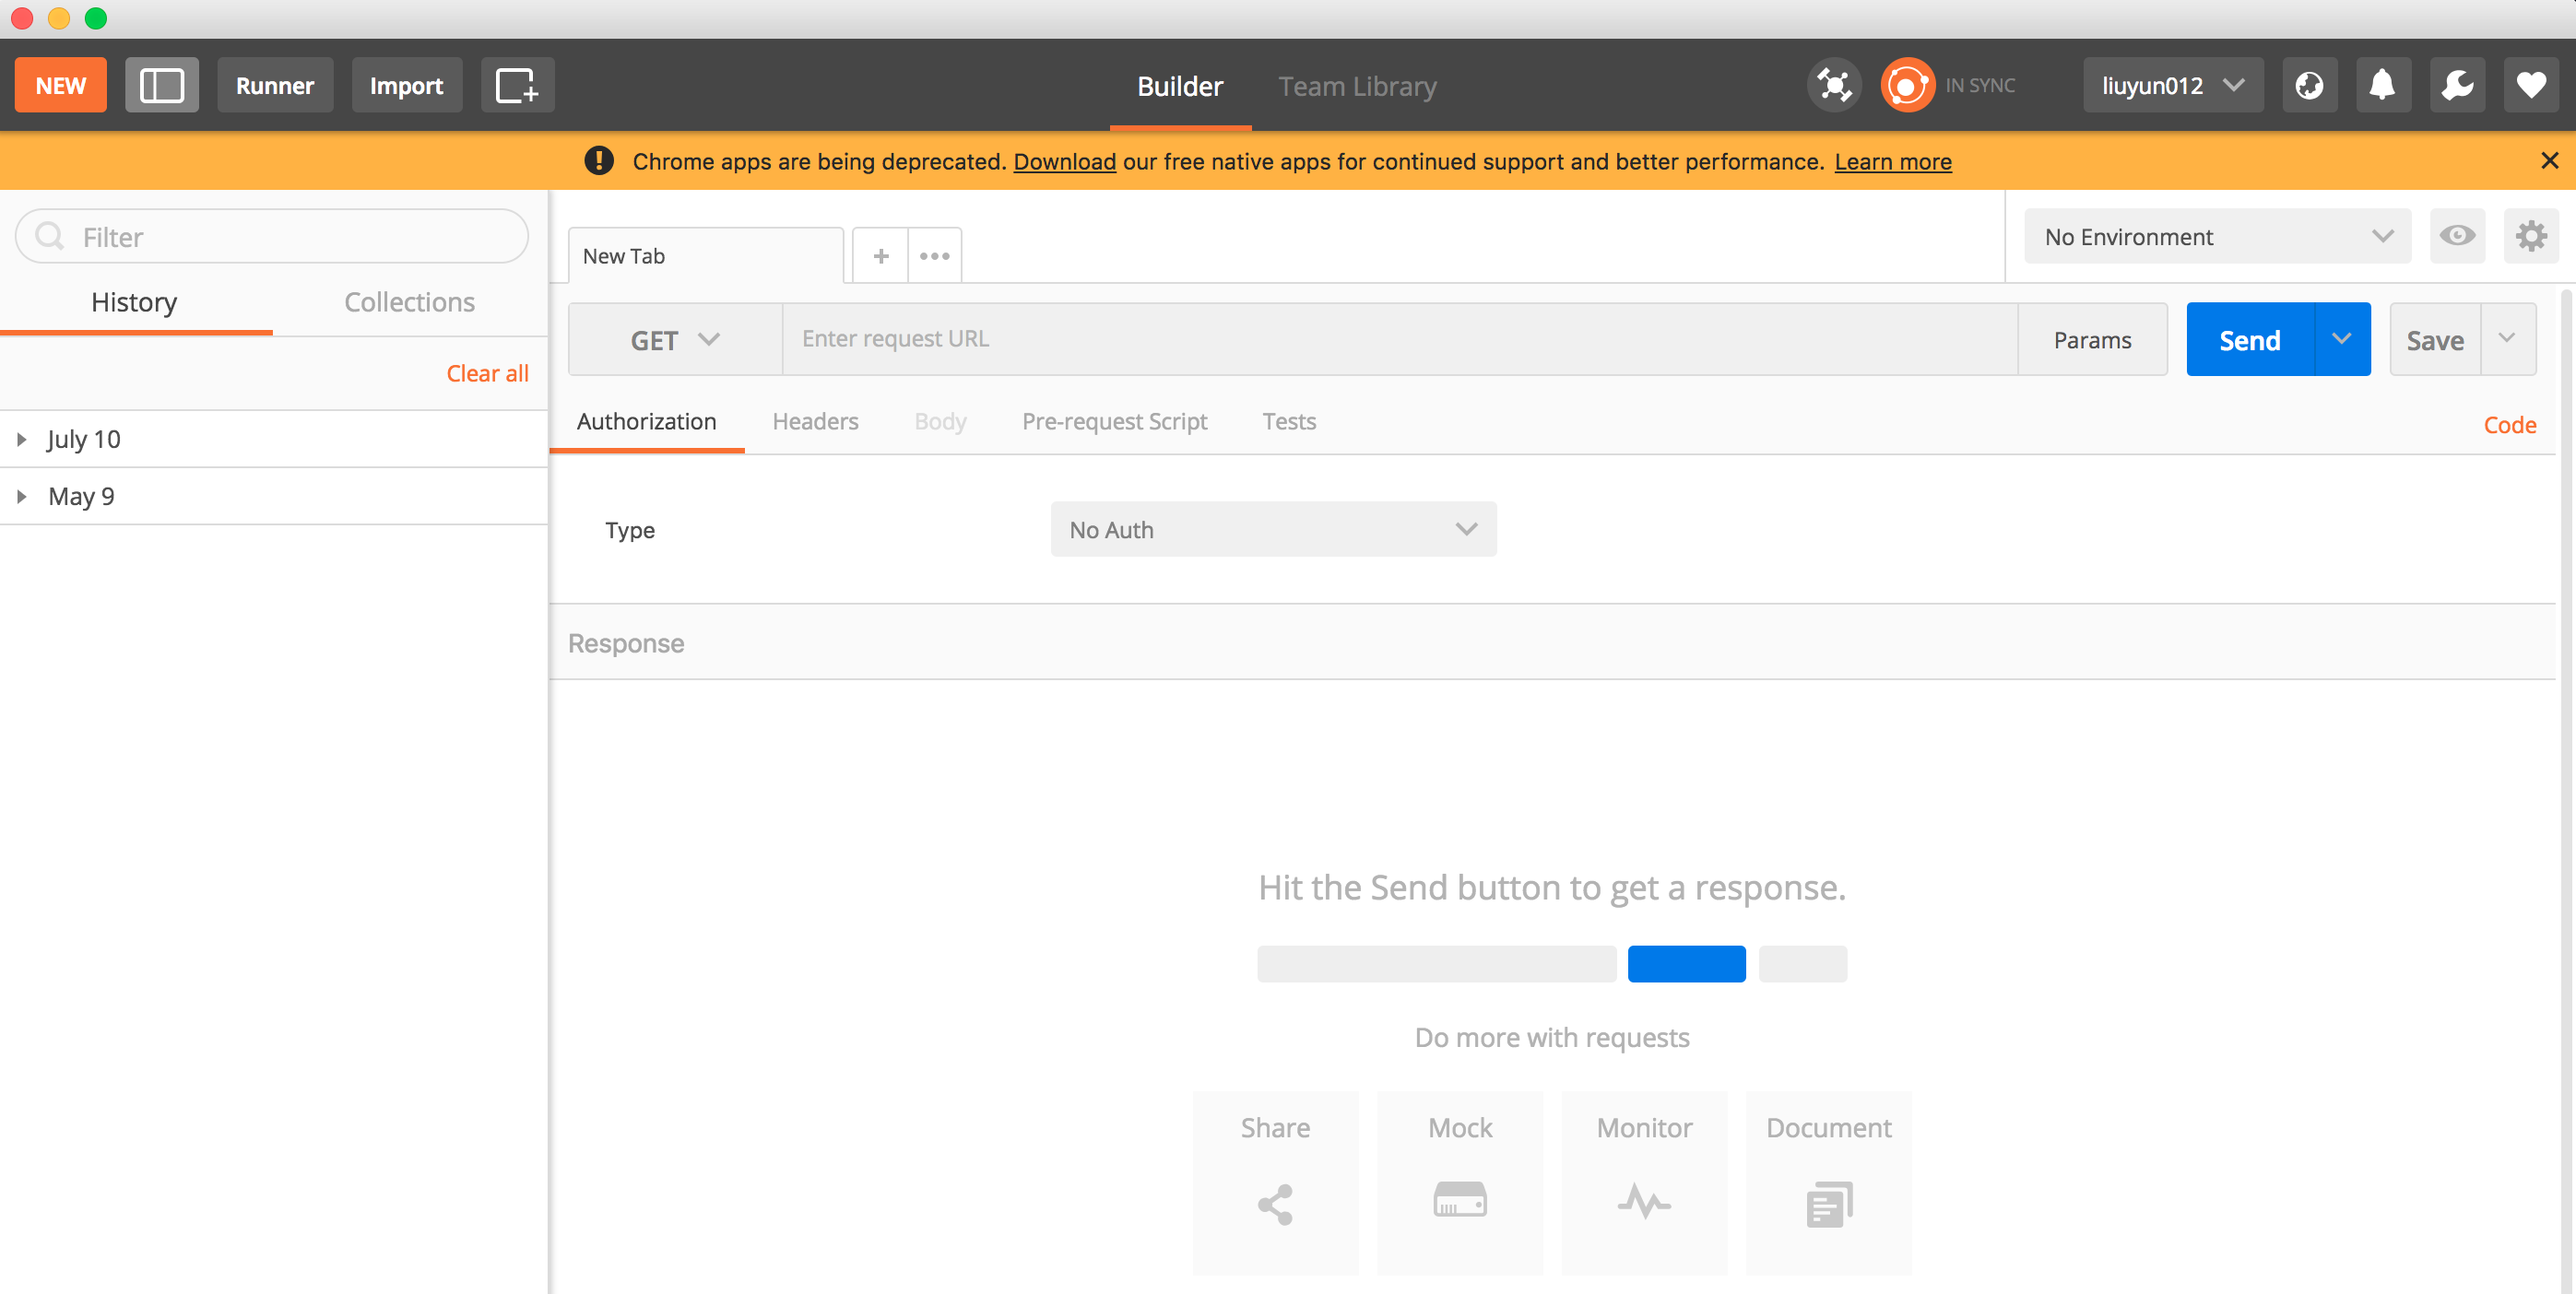 NEW
Runner
Import
Builder
Team Library
IN SYNC
liuyun012
Chrome apps are being deprecated. Download our free native apps for continued support and better performance. Learn more
Filter
History
Collections
Clear all
July 10
May 9
New Tab
No Environment
GET
Enter request URL
Params
Send
Save
Authorization
Headers
Body
Pre-request Script
Tests
Code
Type
No Auth
Response
Hit the Send button to get a response.
Do more with requests
Share
Mock
Monitor
Document